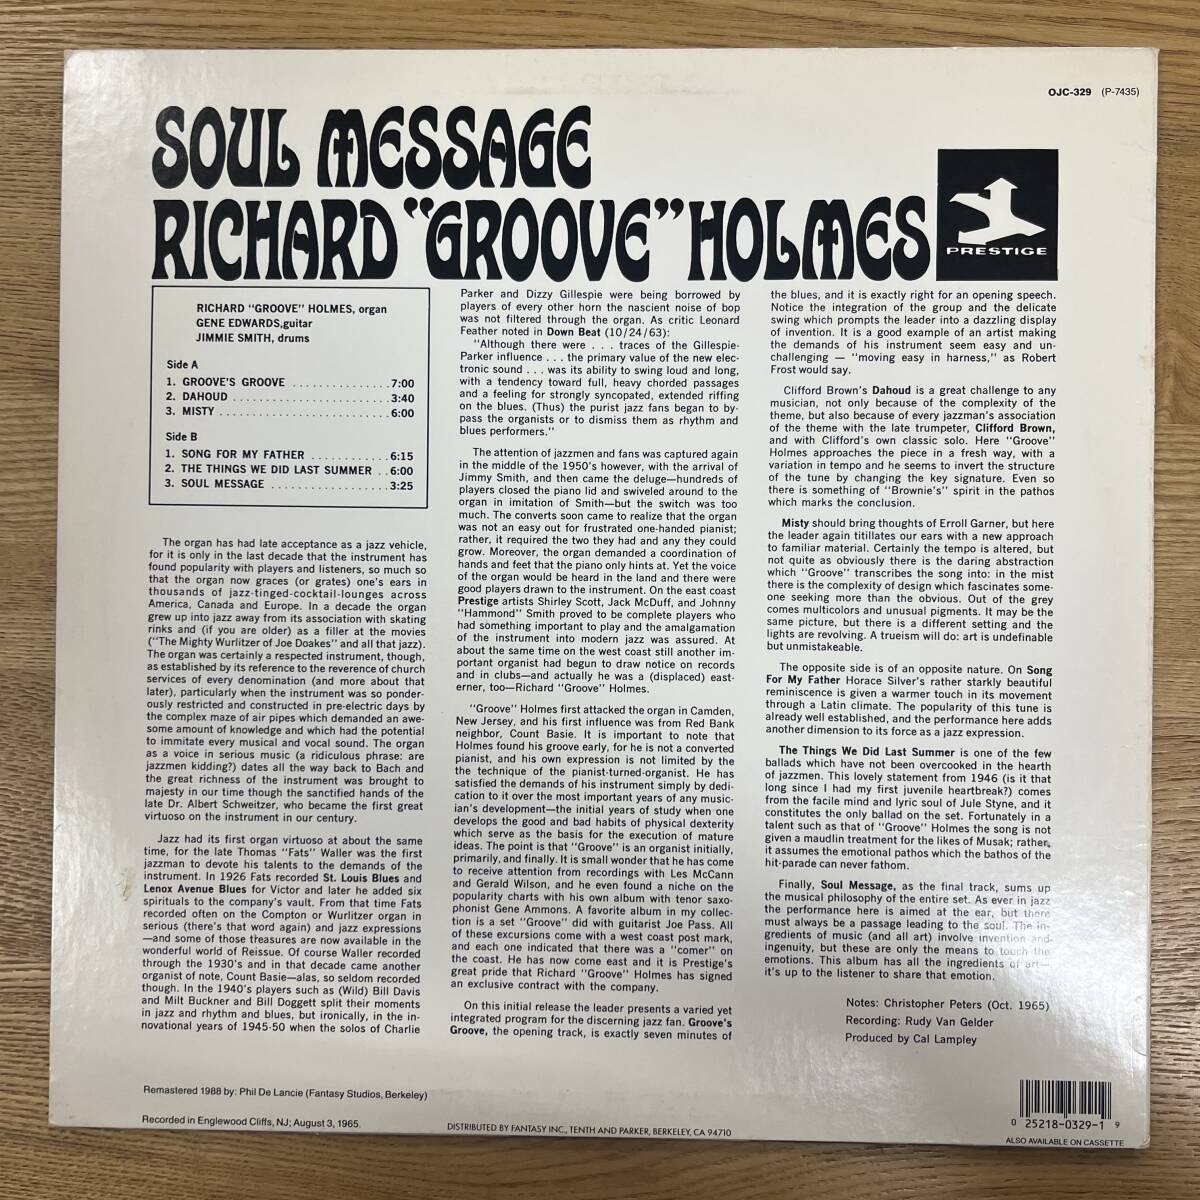 OJC-329 (P-7435)
SOUL MESSAGE
RICHARD "GROOVE" HOLMES
PRESTIGE
RICHARD "GROOVE" HOLMES, organ
GENE EDWARDS,guitar
JIMMIE SMITH, drums
Side A
1. GROOVE'S GROOVE ...............7:00
2. DAHOUD ......................3:40
3. MISTY ........................6:00
Side B
1. SONG FOR MY FATHER ...........6:15
2. THE THINGS WE DID LAST SUMMER ..6:00
3. SOUL MESSAGE .................3:25
The organ has had late acceptance as a jazz vehicle,
for it is only in the last decade that the instrument has
found popularity with players and listeners, so much so
that the organ now graces (or grates) one's ears in
thousands of jazz-tinged-cocktail-lounges across
America, Canada and Europe. In a decade the organ
grew up into jazz away from its association with skating
rinks and (if you are older) as a filler at the movies
("The Mighty Wurlitzer of Joe Doakes" and all that jazz).
The organ was certainly a respected instrument, though,
as established by its reference to the reverence of church
services of every denomination (and more about that
later), particularly when the instrument was so ponder-
ously restricted and constructed in pre-electric days by
the complex maze of air pipes which demanded an awe-
some amount of knowledge and which had the potential
to immitate every musical and vocal sound. The organ
as a voice in serious music (a ridiculous phrase: are
jazzmen kidding?) dates all the way back to Bach and
the great richness of the instrument was brought to
majesty in our time though the sanctified hands of the
late Dr. Albert Schweitzer, who became the first great
virtuoso on the instrument in our century.
Jazz had its first organ virtuoso at about the same
time, for the late Thomas "Fats" Waller was the first
jazzman to devote his talents to the demands of the
instrument. In 1926 Fats recorded St. Louis Blues and
Lenox Avenue Blues for Victor and later he added six
spirituals to the company's vault. From that time Fats
recorded often on the Compton or Wurlitzer organ in
serious (there's that word again) and jazz expressions
—and some of those treasures are now available in the
wonderful world of Reissue. Of course Waller recorded
through the 1930's and in that decade came another
organist of note, Count Basie—alas, so seldom recorded
though. In the 1940's players such as (Wild) Bill Davis
and Milt Buckner and Bill Doggett split their moments
in jazz and rhythm and blues, but ironically, in the in-
novational years of 1945-50 when the solos of Charlie
Parker and Dizzy Gillespie were being borrowed by
players of every other horn the nascient noise of bop
was not filtered through the organ. As critic Leonard
Feather noted in Down Beat (10/24/63):
"Although there were . . . traces of the Gillespie-
Parker influence . . . the primary value of the new elec-
tronic sound . . . was its ability to swing loud and long,
with a tendency toward full, heavy chorded passages
and a feeling for strongly syncopated, extended riffing
on the blues. (Thus) the purist jazz fans began to by-
pass the organists or to dismiss them as rhythm and
blues performers."
The attention of jazzmen and fans was captured again
in the middle of the 1950's however, with the arrival of
Jimmy Smith, and then came the deluge—hundreds of
players closed the piano lid and swiveled around to the
organ in imitation of Smith—but the switch was too
much. The converts soon came to realize that the organ
was not an easy out for frustrated one-handed pianist;
rather, it required the two they had and any they could
grow. Moreover, the organ demanded a coordination of
hands and feet that the piano only hints at. Yet the voice
of the organ would be heard in the land and there were
good players drawn to the instrument. On the east coast
Prestige artists Shirley Scott, Jack McDuff, and Johnny
"Hammond" Smith proved to be complete players who
had something important to play and the amalgamation
of the instrument into modern jazz was assured. At
about the same time on the west coast still another im-
portant organist had begun to draw notice on records
and in clubs—and actually he was a (displaced) east-
erner, too—Richard "Groove" Holmes.
"Groove" Holmes first attacked the organ in Camden,
New Jersey, and his first influence was from Red Bank
neighbor, Count Basie. It is important to note that
Holmes found his groove early, for he is not a converted
pianist, and his own expression is not limited by the
the technique of the pianist-turned-organist. He has
satisfied the demands of his instrument simply by dedi-
cation to it over the most important years of any music-
ian's development—the initial years of study when one
develops the good and bad habits of physical dexterity
which serve as the basis for the execution of mature
ideas. The point is that "Groove" is an organist initially,
primarily, and finally. It is small wonder that he has come
to receive attention from recordings with Les McCann
and Gerald Wilson, and he even found a niche on the
popularity charts with his own album with tenor saxo-
phonist Gene Ammons. A favorite album in my collec-
tion is a set "Groove" did with guitarist Joe Pass. All
of these excursions come with a west coast post mark,
and each one indicated that there was a "comer" on
the coast. He has now come east and it is Prestige's
great pride that Richard "Groove" Holmes has signed
an exclusive contract with the company.
On this initial release the leader presents a varied yet
integrated program for the discerning jazz fan. Groove's
Groove, the opening track, is exactly seven minutes of
the blues, and it is exactly right for an opening speech.
Notice the integration of the group and the delicate
swing which prompts the leader into a dazzling display
of invention. It is a good example of an artist making
the demands of his instrument seem easy and un-
challenging — "moving easy in harness," as Robert
Frost would say.
Clifford Brown's Dahoud is a great challenge to any
musician, not only because of the complexity of the
theme, but also because of every jazzman's association
of the theme with the late trumpeter, Clifford Brown,
and with Clifford's own classic solo. Here "Groove"
Holmes approaches the piece in a fresh way, with a
variation in tempo and he seems to invert the structure
of the tune by changing the key signature. Even so
there is something of "Brownie's" spirit in the pathos
which marks the conclusion.
Misty should bring thoughts of Erroll Garner, but here
the leader again titillates our ears with a new approach
to familiar material. Certainly the tempo is altered, but
not quite as obviously there is the daring abstraction
which "Groove" transcribes the song into: in the mist
there is the complexity of design which fascinates some-
one seeking more than the obvious. Out of the grey
comes multicolors and unusual pigments. It may be the
same picture, but there is a different setting and the
lights are revolving. A trueism will do: art is undefinable
but unmistakeable.
The opposite side is of an opposite nature. On Song
For My Father Horace Silver's rather starkly beautiful
reminiscence is given a warmer touch in its movement
through a Latin climate. The popularity of this tune is
already well established, and the performance here adds
another dimension to its force as a jazz expression.
The Things We Did Last Summer is one of the few
ballads which have not been overcooked in the hearth
of jazzmen. This lovely statement from 1946 (is it that
long since I had my first juvenile heartbreak?) comes
from the facile mind and lyric soul of Jule Styne, and it
constitutes the only ballad on the set. Fortunately in a
talent such as that of "Groove" Holmes the song is not
given a maudlin treatment for the likes of Musak; rather,
it assumes the emotional pathos which the bathos of the
hit-parade can never fathom.
Finally, Soul Message, as the final track, sums up
the musical philosophy of the entire set. As ever in jazz
the performance here is aimed at the ear, but there
must always be a passage leading to the soul. The in-
gredients of music (and all art) involve invention and
ingenuity, but these are only the means to touch the
emotions. This album has all the ingredients of art—
it's up to the listener to share that emotion.
Notes: Christopher Peters (Oct. 1965)
Recording: Rudy Van Gelder
Produced by Cal Lampley
Remastered 1988 by: Phil De Lancie (Fantasy Studios, Berkeley)
Recorded in Englewood Cliffs, NJ; August 3, 1965.
DISTRIBUTED BY FANTASY INC., TENTH AND PARKER, BERKELEY, CA 94710
0 25218-0329-1 9
ALSO AVAILABLE ON CASSETTE